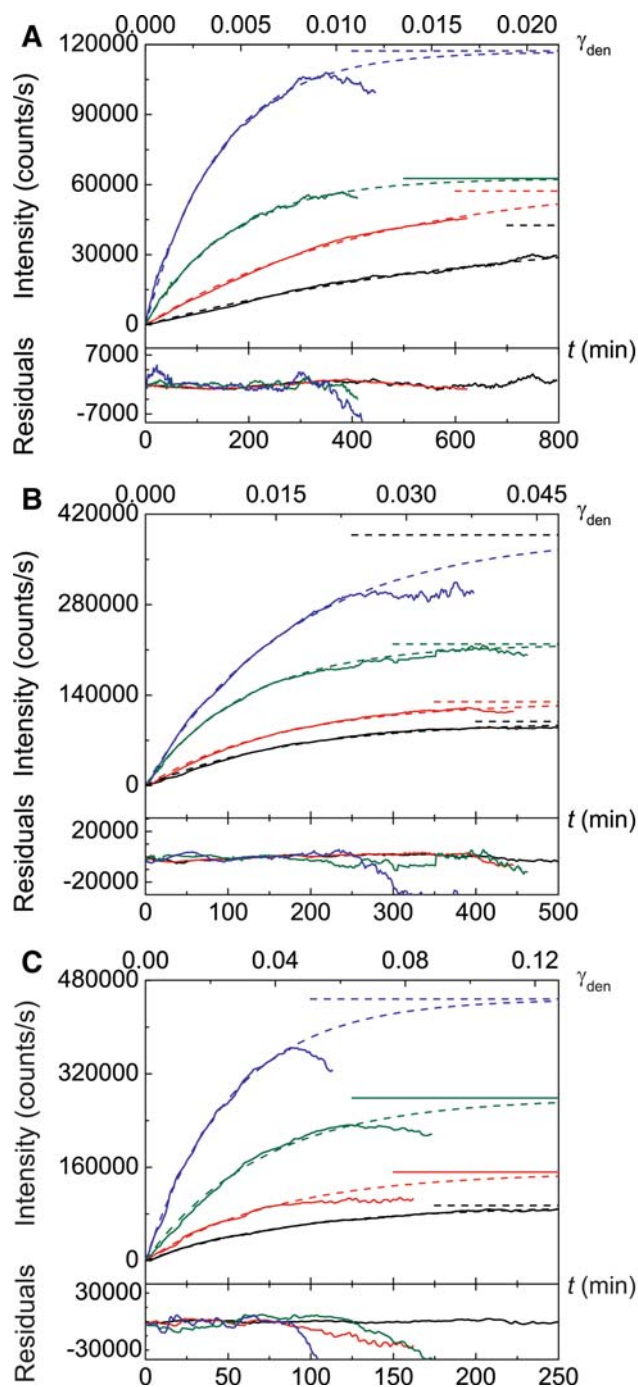 A
0.000 0.005 0.010 0.015 0.020
γden
120000
90000
60000
30000
0
Intensity (counts/s)
7000
-7000
Residuals
t (min)
0 200 400 600 800
B
0.000 0.015 0.030 0.045
γden
420000
280000
140000
0
Intensity (counts/s)
20000
-20000
Residuals
t (min)
0 100 200 300 400 500
C
0.00 0.04 0.08 0.12
γden
480000
320000
160000
0
Intensity (counts/s)
30000
-30000
Residuals
t (min)
0 50 100 150 200 250